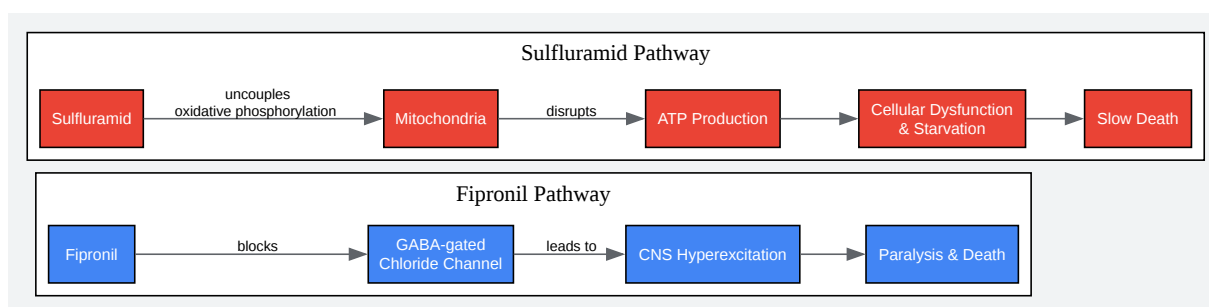 Sulfluramid Pathway
Sulfluramid
uncouples
oxidative phosphorylation
Mitochondria
disrupts
ATP Production
Cellular Dysfunction
& Starvation
Slow Death
Fipronil Pathway
Fipronil
blocks
GABA-gated
Chloride Channel
leads to
CNS Hyperexcitation
Paralysis & Death